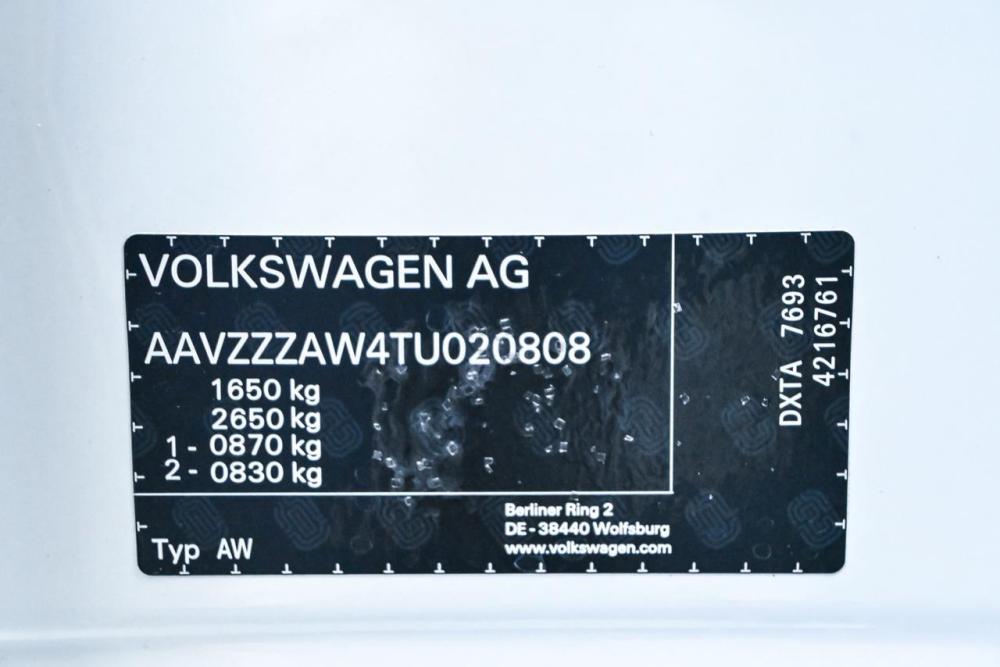 VOLKSWAGEN AG
AAVZZZAW4TU020808
1650 kg
2650 kg
1 - 0870 kg
2 - 0830 kg
Typ AW
Berliner Ring 2
DE - 38440 Wolfsburg
www.volkswagen.com
DXTA 7693
4216761